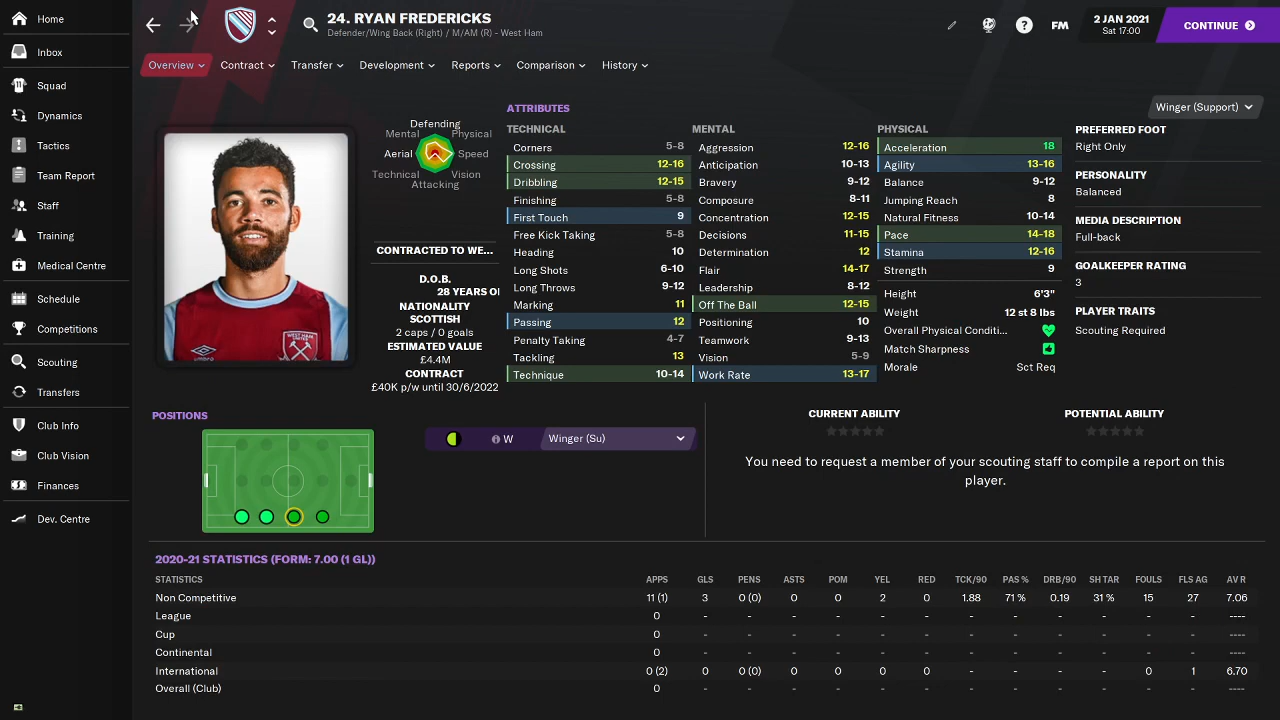 Home
Inbox
Squad
Dynamics
Tactics
Team Report
Staff
Training
Medical Centre
Schedule
Competitions
Scouting
Transfers
Club Info
Club Vision
Finances
Dev. Centre
24. RYAN FREDERICKS
Defender/Wing Back (Right) / M/AM (R) - West Ham
FM
2 JAN 2021
Sat 17:00
CONTINUE
Overview Contract Transfer Development Reports Comparison History
Winger (Support)
Defending
Mental Physical
Aerial Speed
Technical Vision
Attacking
CONTRACTED TO WE...
D.O.B.
28 YEARS OL
NATIONALITY
SCOTTISH
2 caps / 0 goals
ESTIMATED VALUE
£4.4M
CONTRACT
£40K p/w until 30/6/2022
ATTRIBUTES
TECHNICAL
Corners 5-8
Crossing 12-16
Dribbling 12-15
Finishing 5-8
First Touch 9
Free Kick Taking 5-8
Heading 10
Long Shots 6-10
Long Throws 9-12
Marking 11
Passing 12
Penalty Taking 4-7
Tackling 13
Technique 10-14
MENTAL
Aggression 12-16
Anticipation 10-13
Bravery 9-12
Composure 8-11
Concentration 12-15
Decisions 11-15
Determination 12
Flair 14-17
Leadership 8-12
Off The Ball 12-15
Positioning 10
Teamwork 9-13
Vision 5-9
Work Rate 13-17
PHYSICAL
Acceleration 18
Agility 13-16
Balance 9-12
Jumping Reach 8
Natural Fitness 10-14
Pace 14-18
Stamina 12-16
Strength 9
Height 6'3"
Weight 12 st 8 lbs
Overall Physical Conditi...
Match Sharpness
Morale Sct Req
PREFERRED FOOT
Right Only
PERSONALITY
Balanced
MEDIA DESCRIPTION
Full-back
GOALKEEPER RATING
3
PLAYER TRAITS
Scouting Required
POSITIONS
W Winger (Su)
CURRENT ABILITY POTENTIAL ABILITY
You need to request a member of your scouting staff to compile a report on this
player.
2020-21 STATISTICS (FORM: 7.00 (1 GL))
STATISTICS APPS GLS PENS ASTS POM YEL RED TCK/90 PAS % DRB/90 SH TAR FOULS FLS AG AV R
Non Competitive 11 (1) 3 0 (0) 0 0 2 0 1.88 71 % 0.19 31 % 15 27 7.06
League 0 - - - - - - - - - - - - ----
Cup 0 - - - - - - - - - - - - ----
Continental 0 - - - - - - - - - - - - ----
International 0 (2) 0 0 (0) 0 0 0 0 - - - - 0 1 6.70
Overall (Club) 0 - - - - - - - - - - - - ----